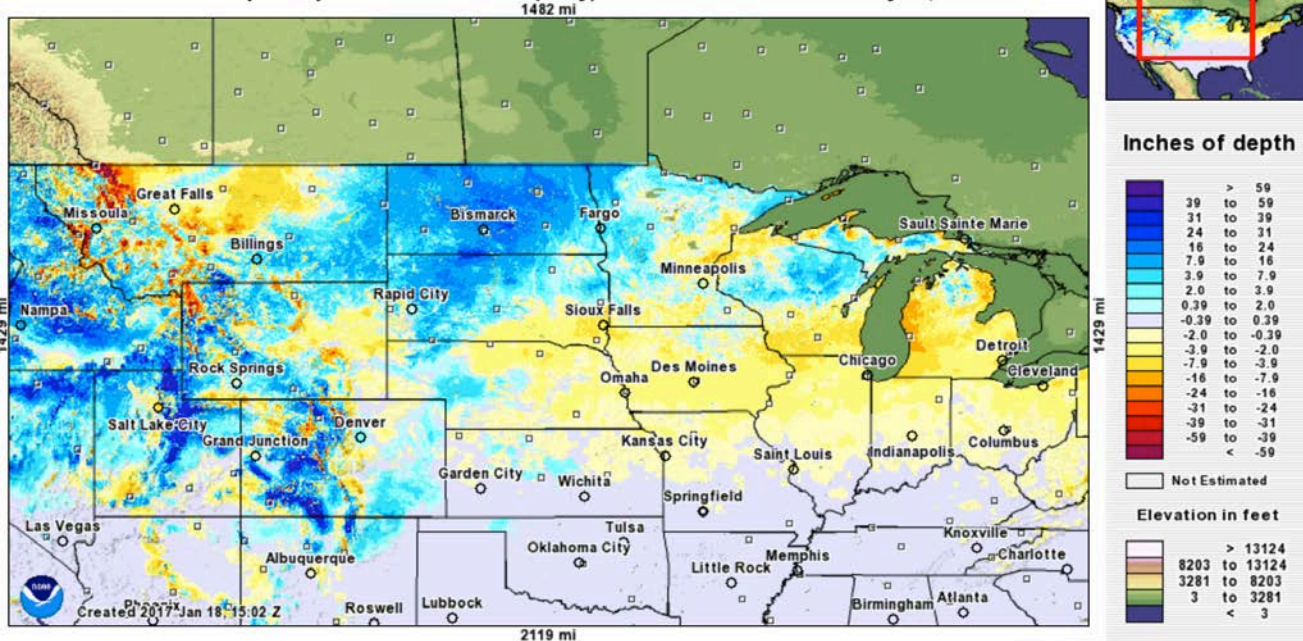 1482 mi
Great Falls
Missoula
Bismarck
Fargo
Sault Sainte Marie
Billings
Minneapolis
Rapid City
Nampa
Sioux Falls
1429 mi
1429 mi
Chicago
Detroit
Rock Springs
Des Moines
Cleveland
Omaha
Salt Lake City
Denver
Grand Junction
Kansas City
Columbus
Saint Louis
Indianapolis
Garden City
Wichita
Springfield
Las Vegas
Tulsa
Knoxville
Oklahoma City
Albuquerque
Memphis
Charlotte
Little Rock
noaa
Created 2017 Jan 18, 15:02 Z
Phoenix
Roswell
Lubbock
Birmingham
Atlanta
2119 mi
Inches of depth
> 59
39 to 59
31 to 39
24 to 31
16 to 24
7.9 to 16
3.9 to 7.9
2.0 to 3.9
0.39 to 2.0
-0.39 to 0.39
-2.0 to -0.39
-3.9 to -2.0
-7.9 to -3.9
-16 to -7.9
-24 to -16
-31 to -24
-39 to -31
-59 to -39
< -59
Not Estimated
Elevation in feet
> 13124
8203 to 13124
3281 to 8203
3 to 3281
< 3